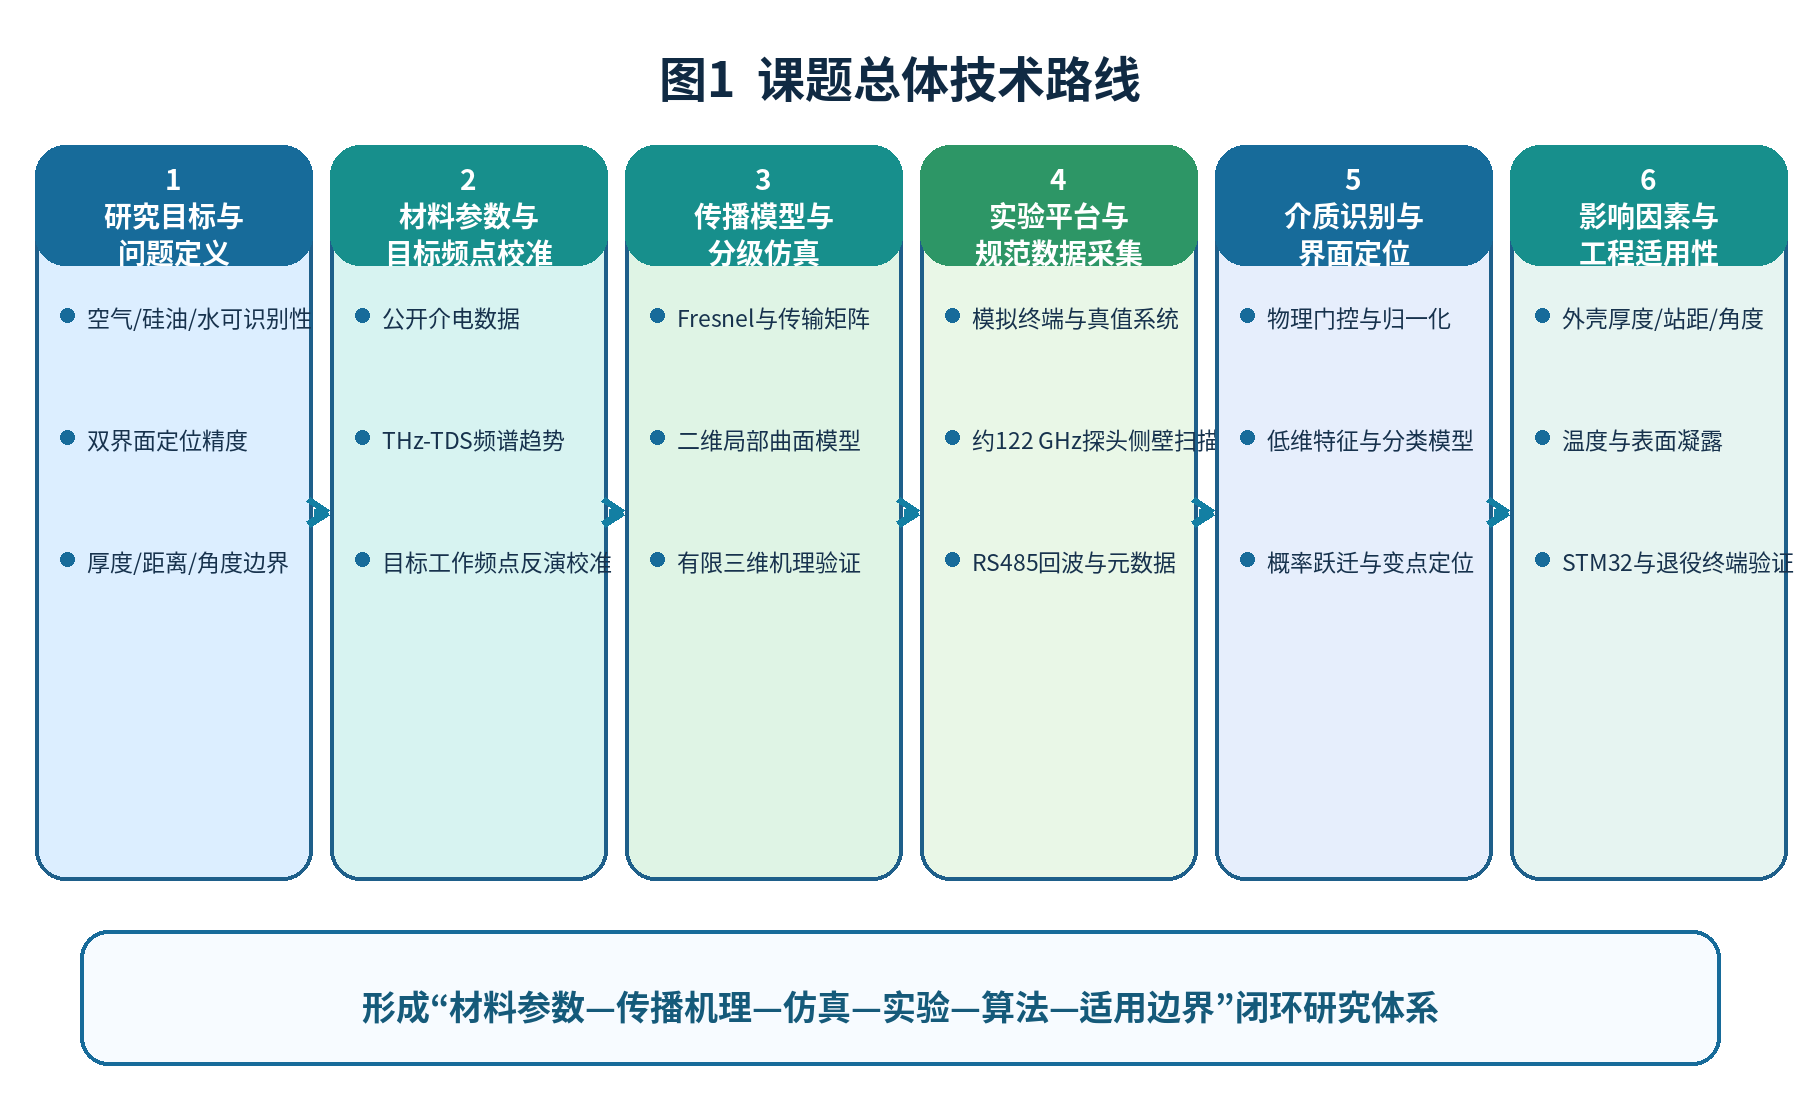 图1 课题总体技术路线
1
研究目标与
问题定义
空气/硅油/水可识别性
双界面定位精度
厚度/距离/角度边界
2
材料参数与
目标频点校准
公开介电数据
THz-TDS频谱趋势
目标工作频点反演校准
3
传播模型与
分级仿真
Fresnel与传输矩阵
二维局部曲面模型
有限三维机理验证
4
实验平台与
规范数据采集
模拟终端与真值系统
约122 GHz探头侧壁扫描
RS485回波与元数据
5
介质识别与
界面定位
物理门控与归一化
低维特征与分类模型
概率跃迁与变点定位
6
影响因素与
工程适用性
外壳厚度/站距/角度
温度与表面凝露
STM32与退役终端验证
形成“材料参数—传播机理—仿真—实验—算法—适用边界”闭环研究体系